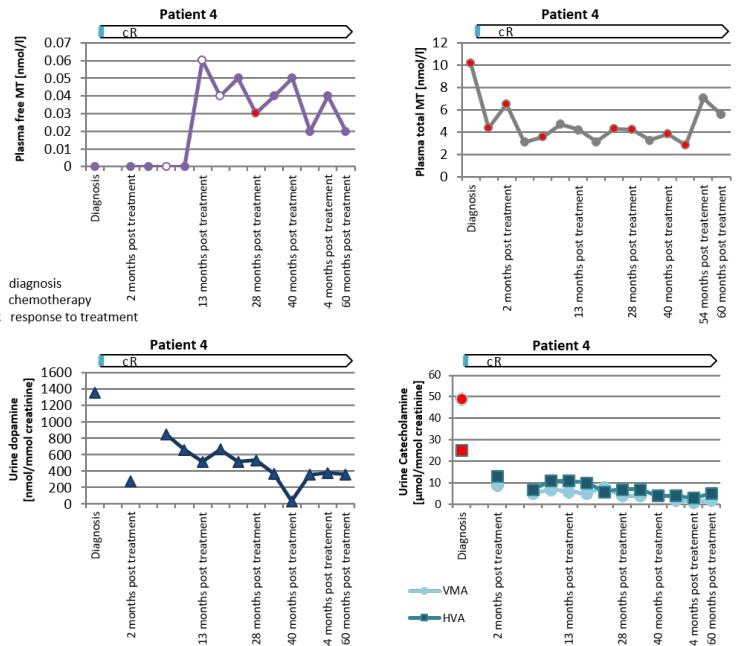 Patient 4
cR
Plasma free MT [nmol/l]
0.07
0.06
0.05
0.04
0.03
0.02
0.01
0
Diagnosis
2 months post treatment
13 months post treatment
28 months post treatment
40 months post treatment
4 months post treatement
60 months post treatment
Patient 4
cR
Plasma total MT [nmol/l]
12
10
8
6
4
2
0
Diagnosis
2 months post treatment
13 months post treatment
28 months post treatment
40 months post treatment
54 months post treatement
60 months post treatment
diagnosis
chemotherapy
response to treatment
Patient 4
cR
Urine dopamine
[nmol/mmol creatinine]
1600
1400
1200
1000
800
600
400
200
0
Diagnosis
2 months post treatment
13 months post treatment
28 months post treatment
40 months post treatment
4 months post treatement
60 months post treatment
Patient 4
cR
Urine Catecholamine
[µmol/mmol creatinine]
60
50
40
30
20
10
0
Diagnosis
2 months post treatment
13 months post treatment
28 months post treatment
40 months post treatment
4 months post treatement
60 months post treatment
VMA
HVA